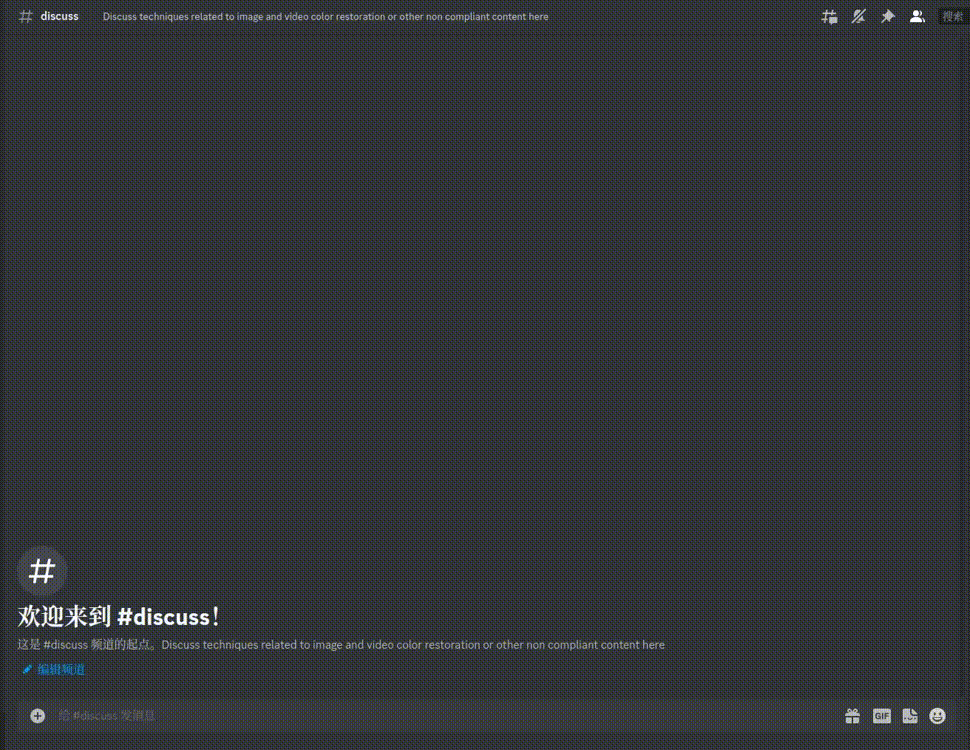 discuss Discuss techniques related to image and video color restoration or other non compliant content here 搜索
欢迎来到 #discuss!
这是 #discuss 频道的起点。Discuss techniques related to image and video color restoration or other non compliant content here
编辑频道
给 #discuss 发消息 GIF